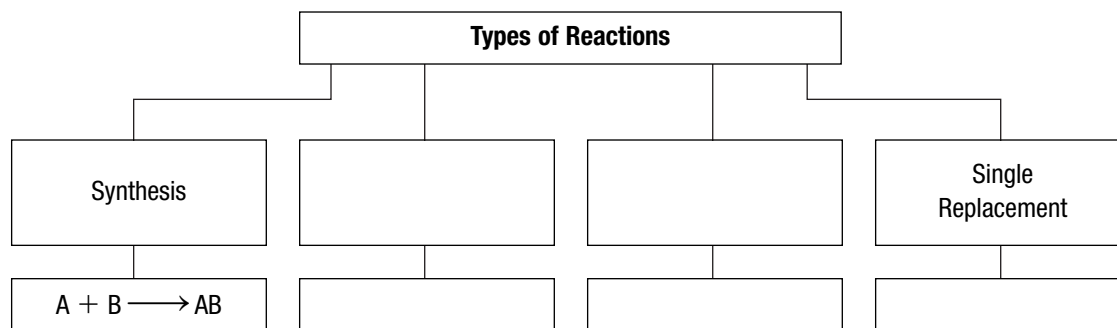 Types of Reactions
Synthesis
Single
Replacement
A + B ⟶ AB